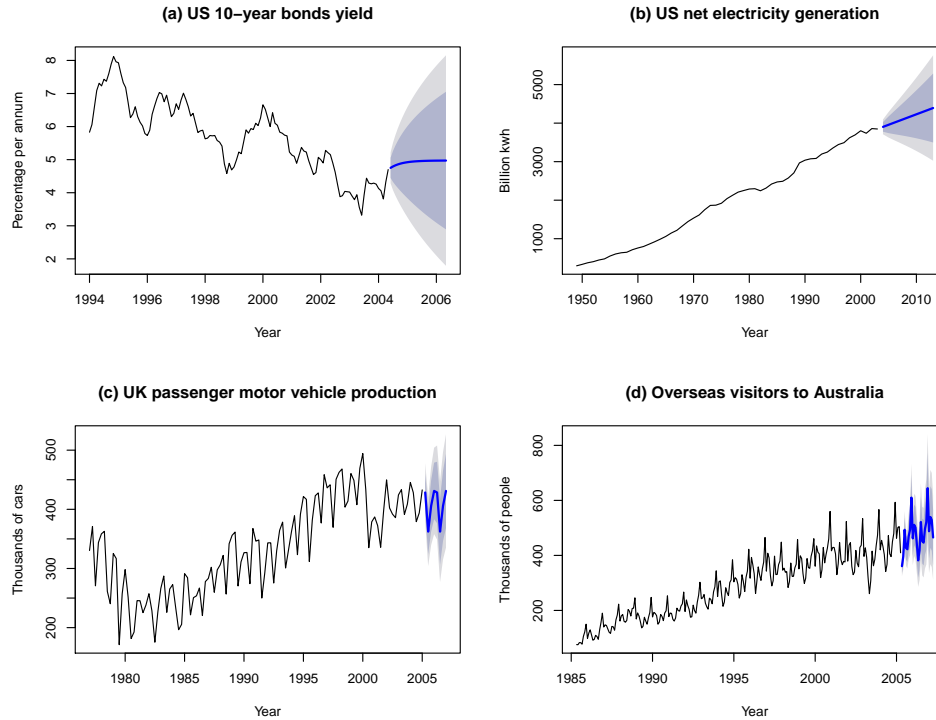 (a) US 10−year bonds yield
Percentage per annum
8
7
6
5
4
3
2
1994 1996 1998 2000 2002 2004 2006
Year
(b) US net electricity generation
Billion kwh
5000
3000
1000
1950 1960 1970 1980 1990 2000 2010
Year
(c) UK passenger motor vehicle production
Thousands of cars
500
400
300
200
1980 1985 1990 1995 2000 2005
Year
(d) Overseas visitors to Australia
Thousands of people
800
600
400
200
1985 1990 1995 2000 2005
Year